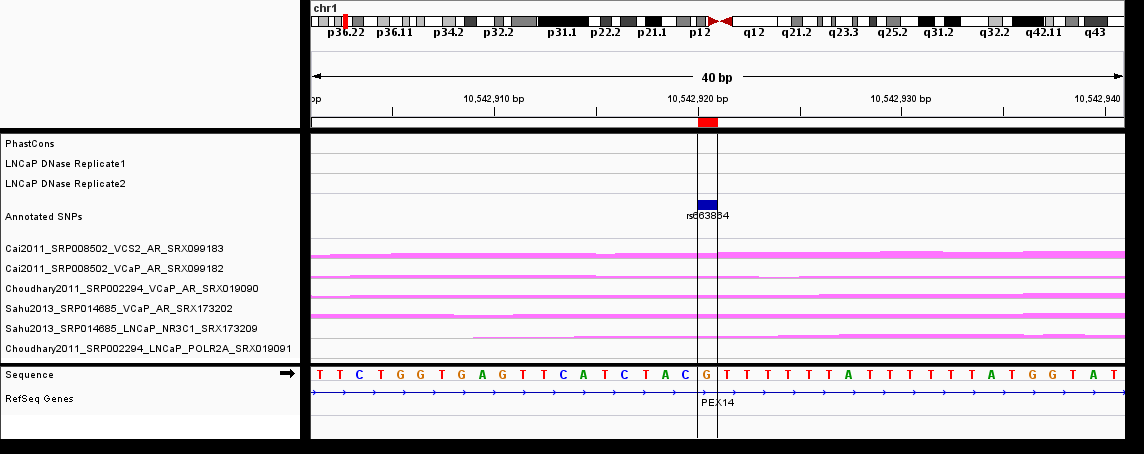 chr1
p36.22 p36.11 p34.2 p32.2 p31.1 p22.2 p21.1 p12 q12 q21.2 q23.3 q25.2 q31.2 q32.2 q42.11 q43
40 bp
bp 10,542,910 bp 10,542,920 bp 10,542,930 bp 10,542,940
PhastCons
LNCaP DNase Replicate1
LNCaP DNase Replicate2
Annotated SNPs
rs663864
Cai2011_SRP008502_VCS2_AR_SRX099183
Cai2011_SRP008502_VCaP_AR_SRX099182
Choudhary2011_SRP002294_VCaP_AR_SRX019090
Sahu2013_SRP014685_VCaP_AR_SRX173202
Sahu2013_SRP014685_LNCaP_NR3C1_SRX173209
Choudhary2011_SRP002294_LNCaP_POLR2A_SRX019091
Sequence T T C T G G T G A G T T C A T C T A C G T T T T T T A T T T T T T A T G G T A T
RefSeq Genes
PEX14